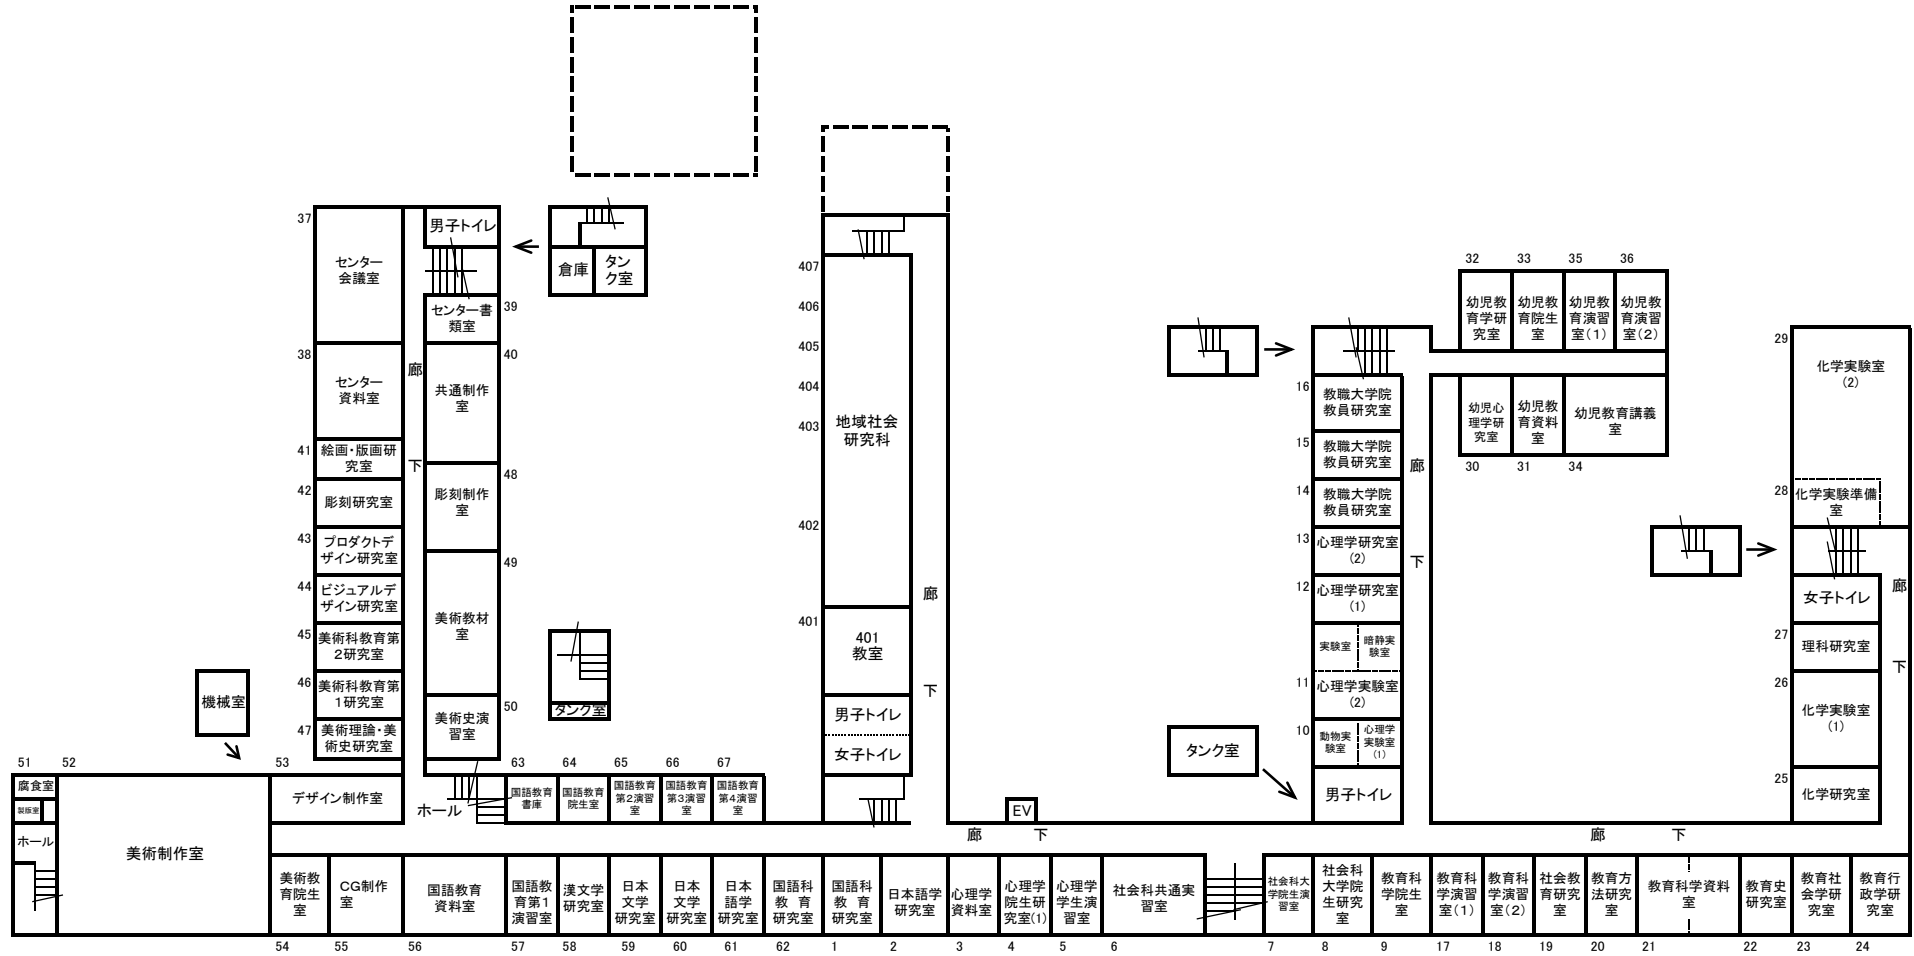 37
センター
会議室
38
センター
資料室
41
絵画・版画研
究室
42
彫刻研究室
43
プロダクトデ
ザイン研究室
44
ビジュアルデ
ザイン研究室
45
美術科教育第
2研究室
46
美術科教育第
1研究室
47
美術理論・美
術史研究室
廊
下
男子トイレ
センター書
類室
39
共通制作
室
40
彫刻制作
室
48
美術教材
室
49
美術史演
習室
50
倉庫
タン
ク室
タンク室
機械室
51
腐食室
製版室
ホール
52
美術制作室
53
デザイン制作室
ホール
63
国語教育
書庫
64
国語教育
院生室
65
国語教育
第2演習
室
66
国語教育
第3演習
室
67
国語教育
第4演習
室
407
406
405
404
403
402
地域社会
研究科
401
401
教室
男子トイレ
女子トイレ
廊
下
EV
廊
下
16
教職大学院
教員研究室
15
教職大学院
教員研究室
14
教職大学院
教員研究室
13
心理学研究室
(2)
12
心理学研究室
(1)
実験室
暗静実
験室
11
心理学実験室
(2)
10
動物実
験室
心理学
実験室
(1)
タンク室
男子トイレ
廊
下
32
33
35
36
幼児教
育学研
究室
幼児教
育院生
室
幼児教
育演習
室(1)
幼児教
育演習
室(2)
幼児心
理学研
究室
幼児教
育資料
室
幼児教育講義
室
30
31
34
29
化学実験室
(2)
28
化学実験準備
室
女子トイレ
27
理科研究室
26
化学実験室
(1)
25
化学研究室
廊
下
廊
下
美術教
育院生
室
CG制作
室
国語教育
資料室
国語教
育第1
演習室
漢文学
研究室
日本
文学
研究室
日本
文学
研究室
日本
語学
研究室
国語科
教 育
研究室
国語科
教 育
研究室
日本語学
研究室
心理学
資料室
心理学
院生研
究室(1)
心理学
学生演
習室
社会科共通実
習室
社会科大
学院生演
習室
社会科
大学院
生研究
室
教育科
学院生
室
教育科
学演習
室(1)
教育科
学演習
室(2)
社会教
育研究
室
教育方
法研究
室
教育科学資料
室
教育史
研究室
教育社
会学研
究室
教育行
政学研
究室
54
55
56
57
58
59
60
61
62
1
2
3
4
5
6
7
8
9
17
18
19
20
21
22
23
24